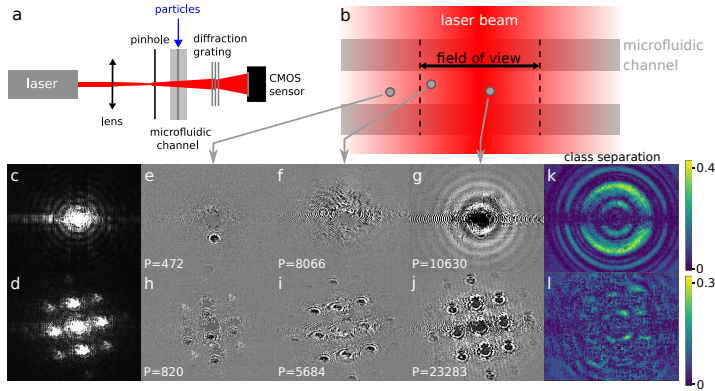 a
particles
pinhole
diffraction
grating
laser
CMOS
sensor
lens
microfluidic
channel
b
laser beam
field of view
microfluidic
channel
class separation
c
e
P=472
f
P=8066
g
P=10630
k
0.4
0
d
h
P=820
i
P=5684
j
P=23283
l
0.3
0